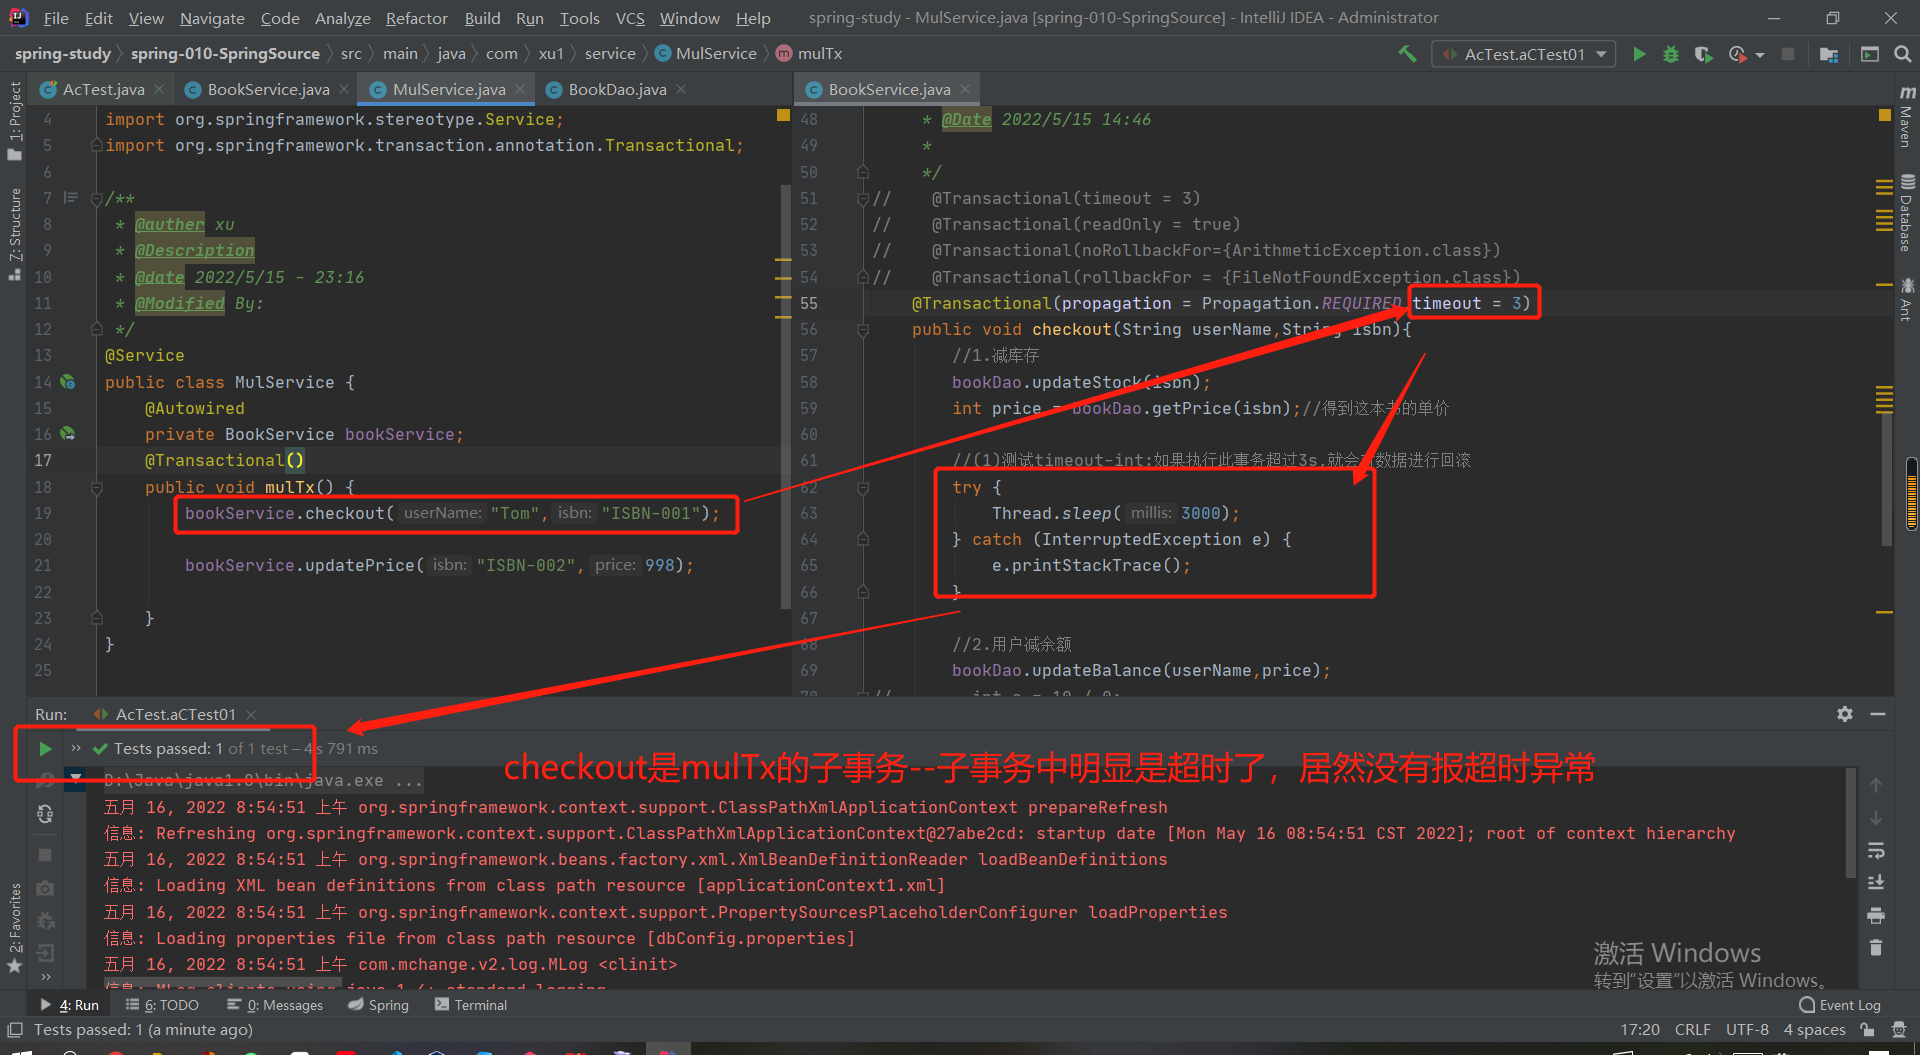 File Edit View Navigate Code Analyze Refactor Build Run Tools VCS Window Help spring-study - MulService.java [spring-010-SpringSource] - IntelliJ IDEA - Administrator
spring-study spring-010-SpringSource src main java com xu1 service MulService mulTx AcTest.aCTest01
AcTest.java BookService.java MulService.java BookDao.java
4 import org.springframework.stereotype.Service;
5 import org.springframework.transaction.annotation.Transactional;
6
7 /**
8 * @auther xu
9 * @Description
10 * @date 2022/5/15 - 23:16
11 * @Modified By:
12 */
13 @Service
14 public class MulService {
15 @Autowired
16 private BookService bookService;
17 @Transactional()
18 public void mulTx() {
19 bookService.checkout( userName: "Tom", isbn: "ISBN-001");
20
21 bookService.updatePrice( isbn: "ISBN-002", price: 998);
22
23 }
24 }
25
BookService.java
48 * @Date 2022/5/15 14:46
49 *
50 */
51 // @Transactional(timeout = 3)
52 // @Transactional(readOnly = true)
53 // @Transactional(noRollbackFor={ArithmeticException.class})
54 // @Transactional(rollbackFor = {FileNotFoundException.class})
55 @Transactional(propagation = Propagation.REQUIRED timeout = 3)
56 public void checkout(String userName,String isbn){
57 //1.减库存
58 bookDao.updateStock(isbn);
59 int price = bookDao.getPrice(isbn);//得到这本书的单价
60
61 //(1)测试timeout-int:如果执行此事务超过3s,就会 数据进行回滚
62 try {
63 Thread.sleep( millis: 3000);
64 } catch (InterruptedException e) {
65 e.printStackTrace();
66 }
67
68 //2.用户减余额
69 bookDao.updateBalance(userName,price);
70 // int e = 10 / 0;
1: Project
7: Structure
2: Favorites
Maven
Database
Ant
Run: AcTest.aCTest01
Tests passed: 1 of 1 test – 4 s 791 ms
checkout是mulTx的子事务--子事务中明显是超时了，居然没有报超时异常
D:\Java\java1.8\bin\java.exe ...
五月 16, 2022 8:54:51 上午 org.springframework.context.support.ClassPathXmlApplicationContext prepareRefresh
信息: Refreshing org.springframework.context.support.ClassPathXmlApplicationContext@27abe2cd: startup date [Mon May 16 08:54:51 CST 2022]; root of context hierarchy
五月 16, 2022 8:54:51 上午 org.springframework.beans.factory.xml.XmlBeanDefinitionReader loadBeanDefinitions
信息: Loading XML bean definitions from class path resource [applicationContext1.xml]
五月 16, 2022 8:54:51 上午 org.springframework.context.support.PropertySourcesPlaceholderConfigurer loadProperties
信息: Loading properties file from class path resource [dbConfig.properties]
五月 16, 2022 8:54:51 上午 com.mchange.v2.log.MLog <clinit>
信息: MLog clients using java 1.4+ standard logging.
激活 Windows
转到"设置"以激活 Windows。
4: Run 6: TODO 0: Messages Spring Terminal Event Log
Tests passed: 1 (a minute ago) 17:20 CRLF UTF-8 4 spaces